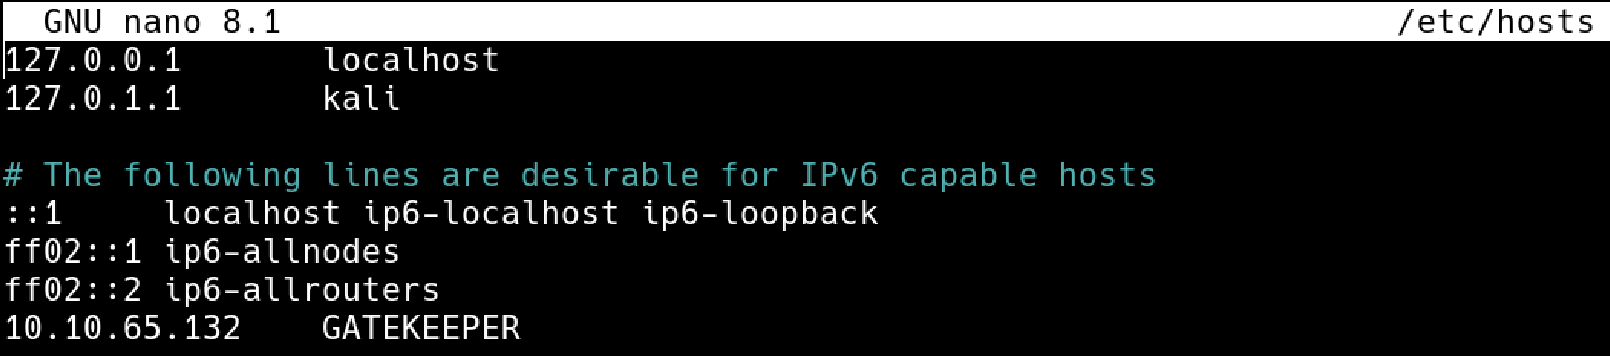 GNU nano 8.1 /etc/hosts
127.0.0.1 localhost
127.0.1.1 kali
# The following lines are desirable for IPv6 capable hosts
::1 localhost ip6-localhost ip6-loopback
ff02::1 ip6-allnodes
ff02::2 ip6-allrouters
10.10.65.132 GATEKEEPER